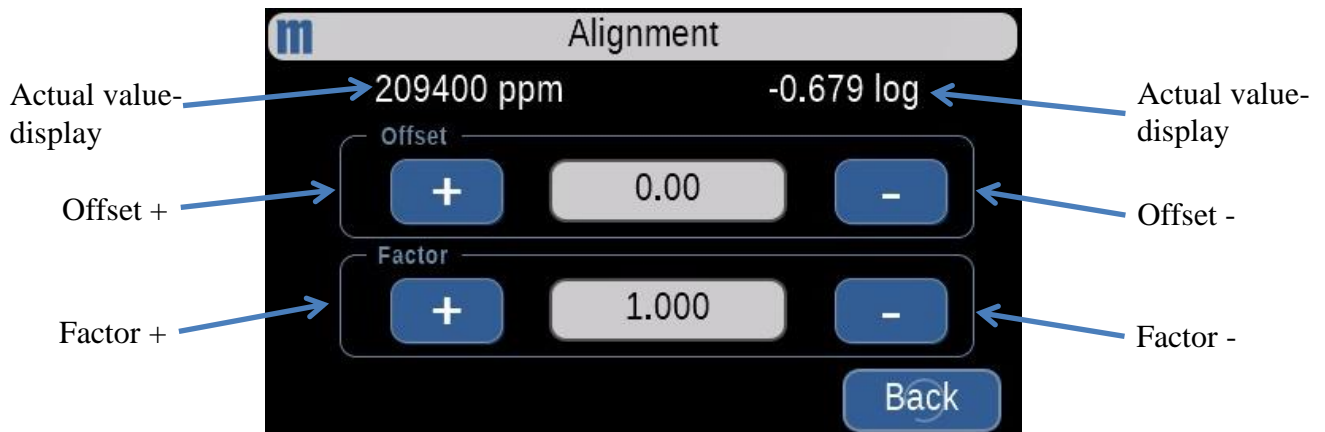 m Alignment
Actual value-
display
209400 ppm
-0.679 log
Actual value-
display
Offset
Offset +
+
0.00
-
Offset -
Factor
Factor +
+
1.000
-
Factor -
Back